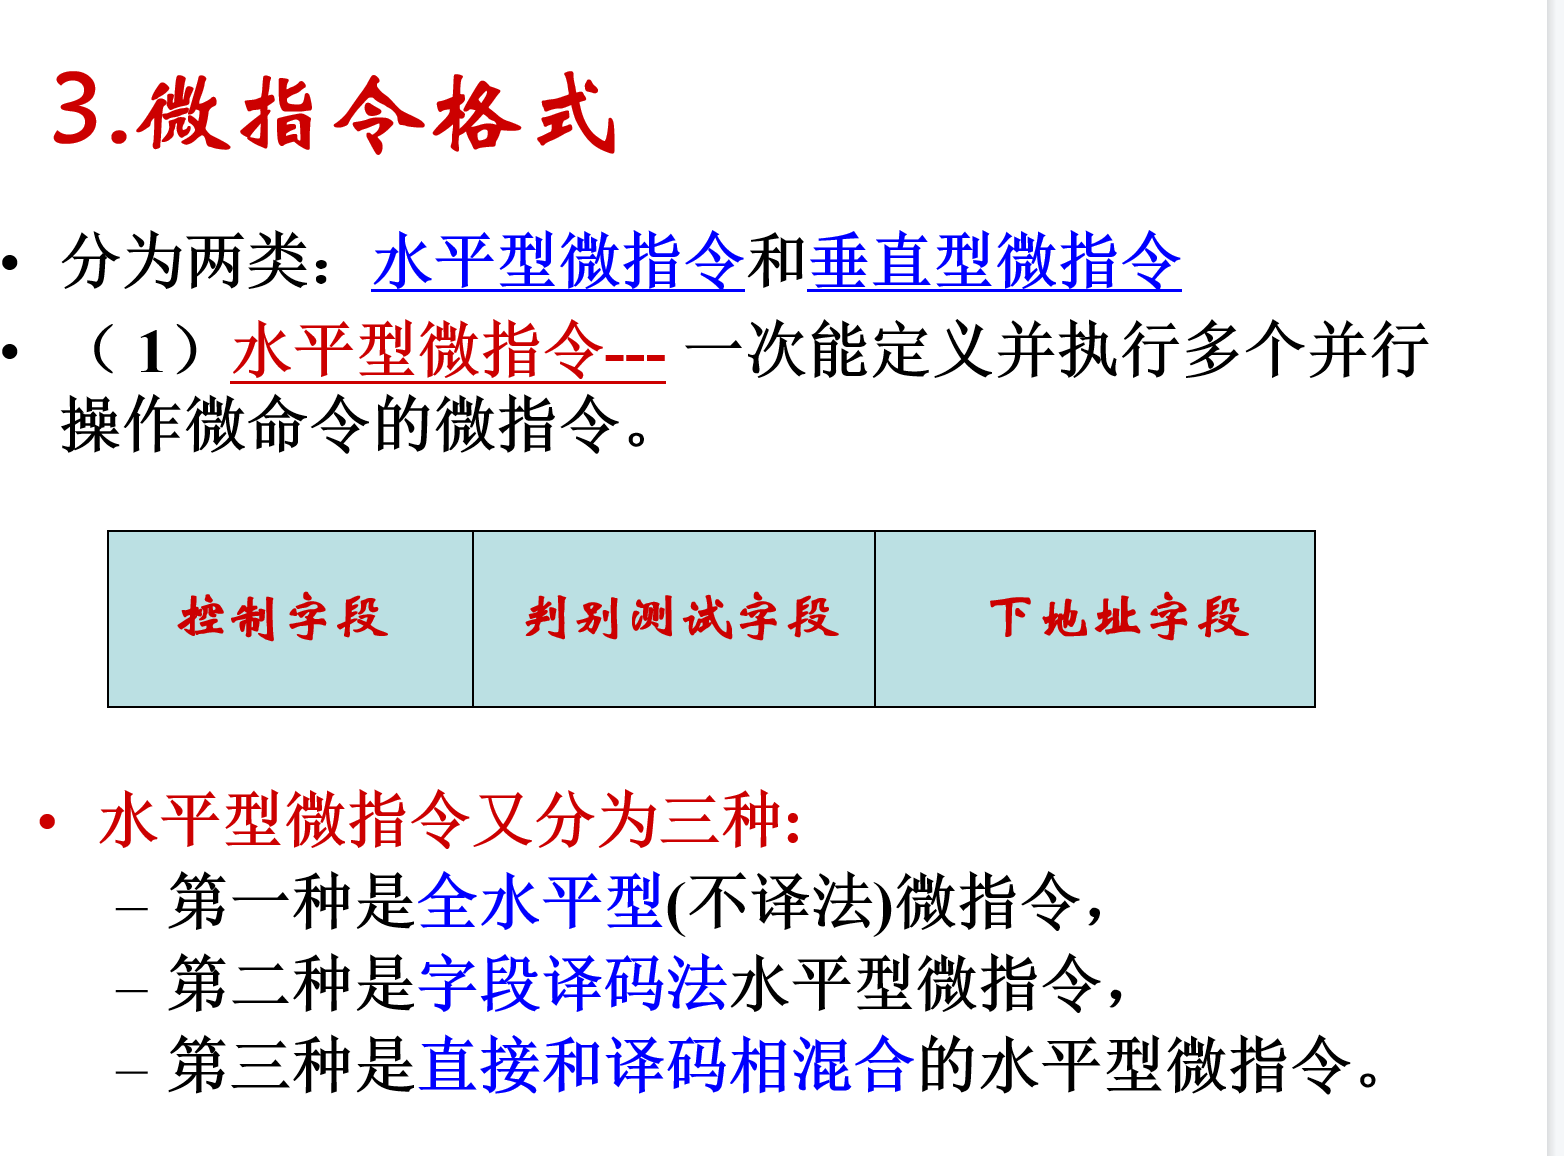 3.微指令格式
• 分为两类：水平型微指令和垂直型微指令
• （1）水平型微指令--- 一次能定义并执行多个并行
操作微命令的微指令。
控制字段 判别测试字段 下地址字段
• 水平型微指令又分为三种:
– 第一种是全水平型(不译法)微指令，
– 第二种是字段译码法水平型微指令，
– 第三种是直接和译码相混合的水平型微指令。